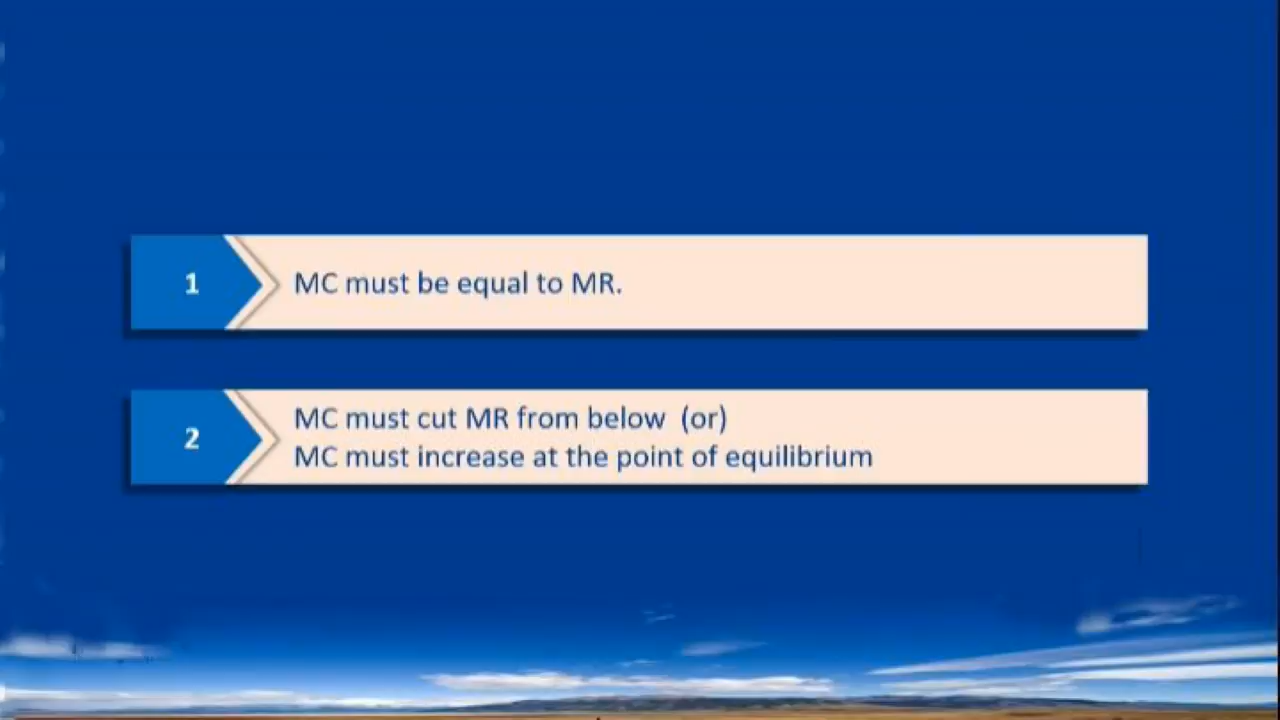 1
MC must be equal to MR.
2
MC must cut MR from below (or)
MC must increase at the point of equilibrium